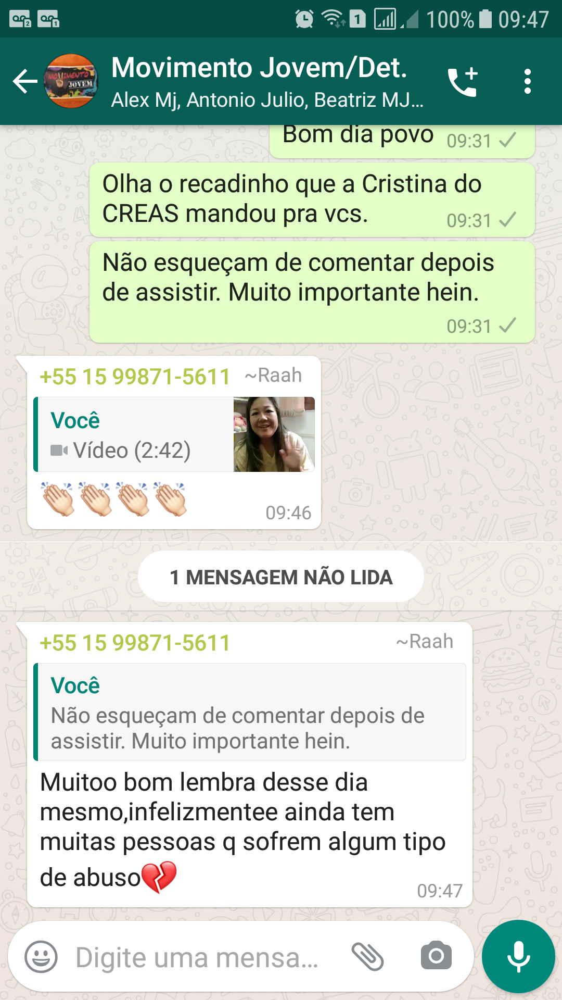 2 1 1 100% 09:47
MOVIMENTO
JOVEM
Movimento Jovem/Det.
Alex Mj, Antonio Julio, Beatriz MJ...
Bom dia povo 09:31
Olha o recadinho que a Cristina do
CREAS mandou pra vcs. 09:31
Não esqueçam de comentar depois
de assistir. Muito importante hein.
09:31
+55 15 99871-5611 ~Raah
Você
Vídeo (2:42)
👏🏻👏🏻👏🏻👏🏻
09:46
1 MENSAGEM NÃO LIDA
+55 15 99871-5611 ~Raah
Você
Não esqueçam de comentar depois de
assistir. Muito importante hein.
Muitoo bom lembra desse dia
mesmo,infelizmentee ainda tem
muitas pessoas q sofrem algum tipo
de abuso💔
09:47
Digite uma mensa...